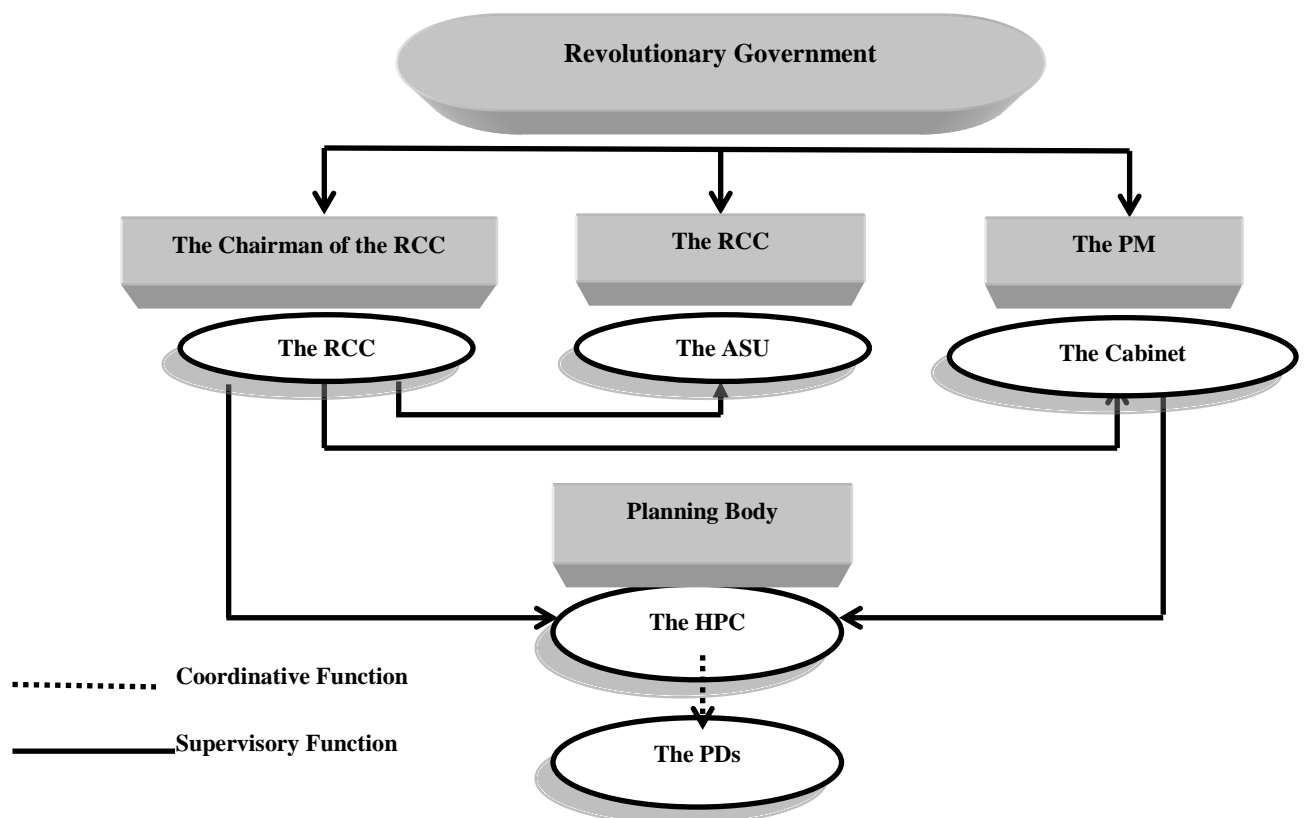 Revolutionary Government
The Chairman of the RCC
The RCC
The PM
The RCC
The ASU
The Cabinet
Planning Body
The HPC
Coordinative Function
Supervisory Function
The PDs